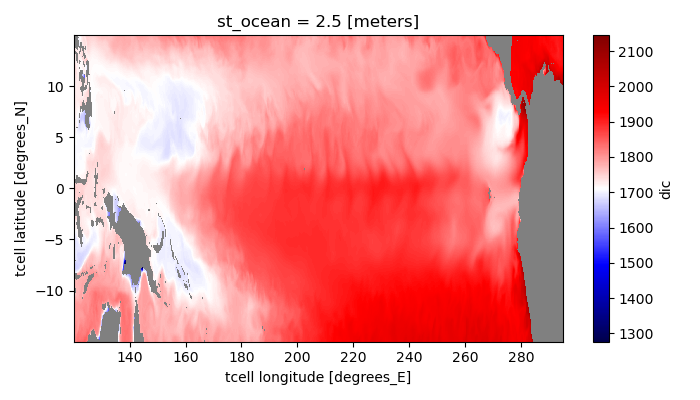 st_ocean = 2.5 [meters]
10
5
0
−5
−10
tcell latitude [degrees_N]
140 160 180 200 220 240 260 280
tcell longitude [degrees_E]
2100
2000
1900
1800
1700
1600
1500
1400
1300
dic